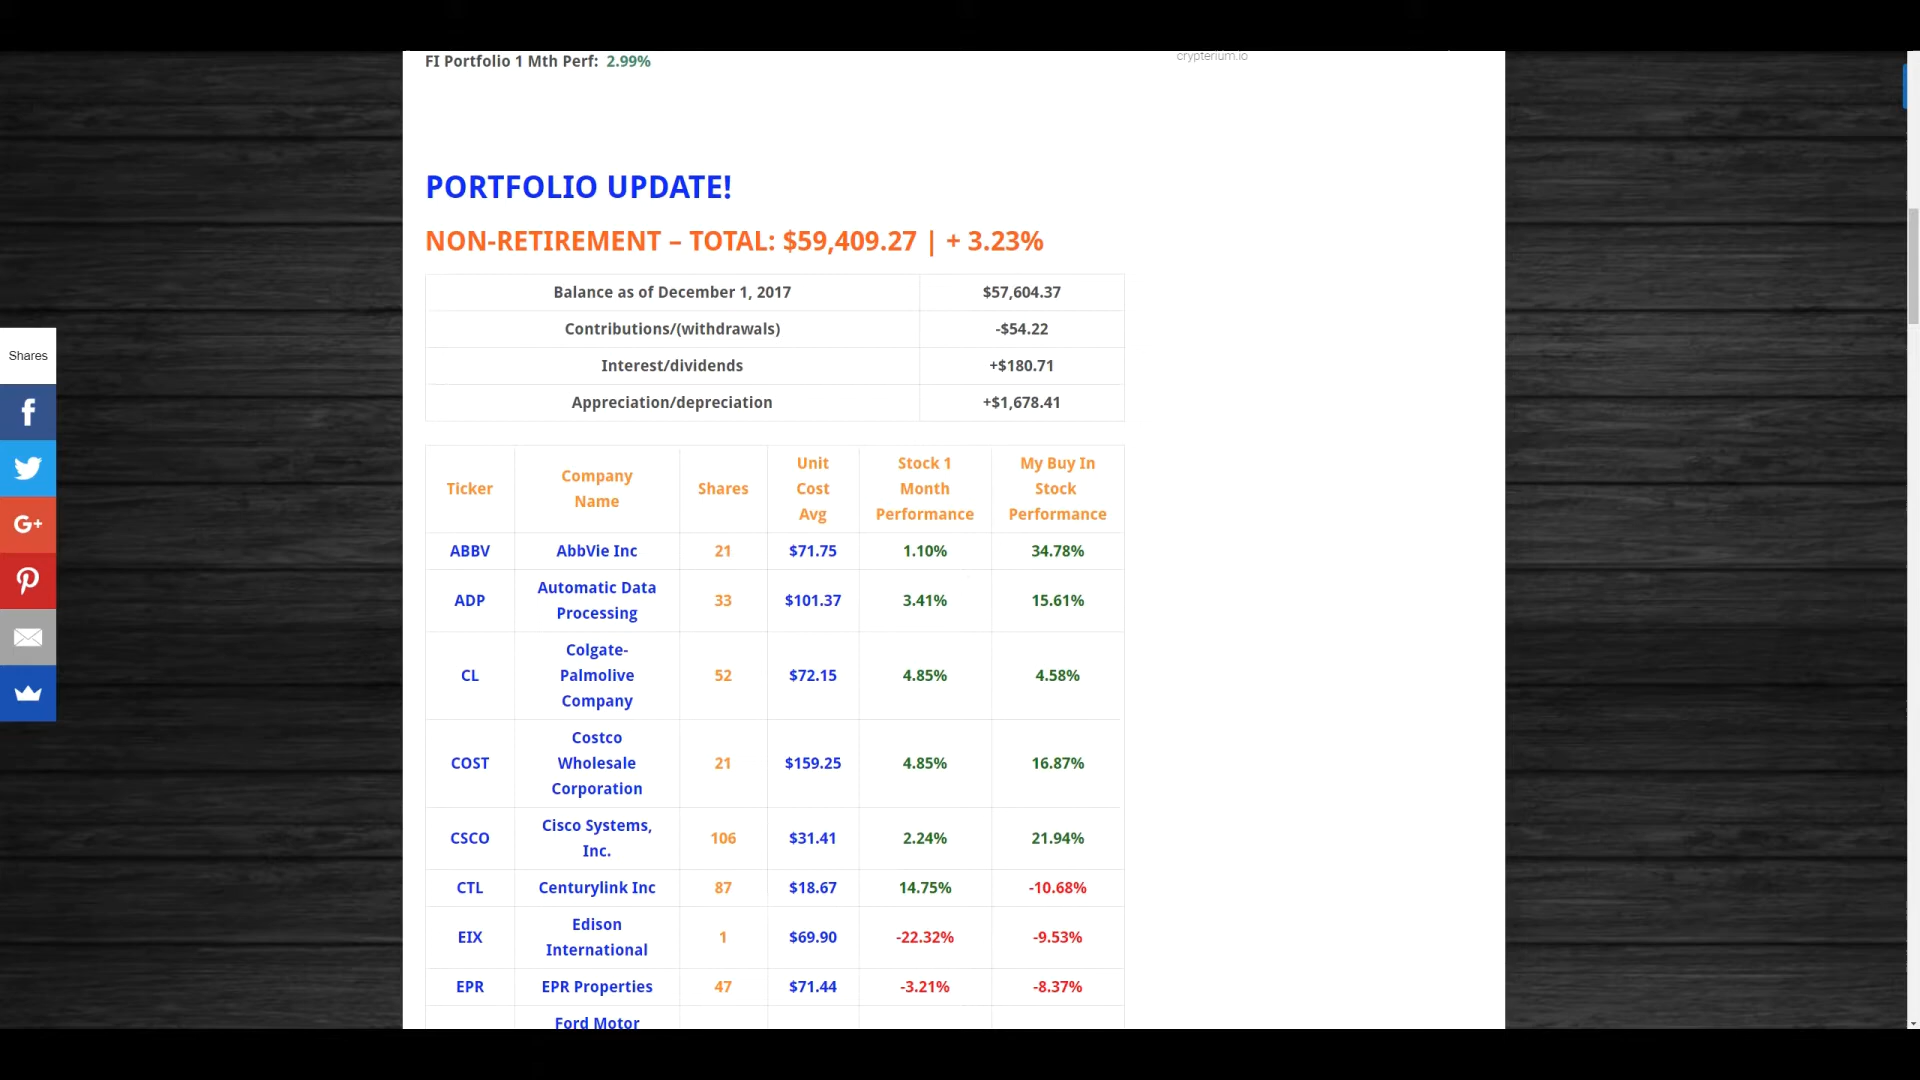 FI Portfolio 1 Mth Perf: 2.99%
crypterium.io
PORTFOLIO UPDATE!
NON-RETIREMENT – TOTAL: $59,409.27 | + 3.23%
Balance as of December 1, 2017 $57,604.37
Contributions/(withdrawals) -$54.22
Interest/dividends +$180.71
Appreciation/depreciation +$1,678.41
Shares
f
G+
Ticker
Company
Name
Shares
Unit
Cost
Avg
Stock 1
Month
Performance
My Buy In
Stock
Performance
ABBV AbbVie Inc 21 $71.75 1.10% 34.78%
ADP
Automatic Data
Processing
33 $101.37 3.41% 15.61%
CL
Colgate-
Palmolive
Company
52 $72.15 4.85% 4.58%
COST
Costco
Wholesale
Corporation
21 $159.25 4.85% 16.87%
CSCO
Cisco Systems,
Inc.
106 $31.41 2.24% 21.94%
CTL Centurylink Inc 87 $18.67 14.75% -10.68%
EIX
Edison
International
1 $69.90 -22.32% -9.53%
EPR EPR Properties 47 $71.44 -3.21% -8.37%
Ford Motor